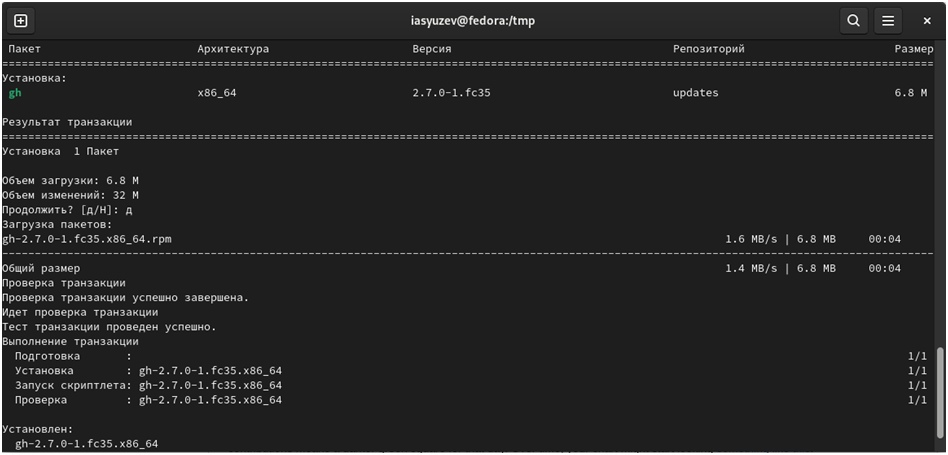 iasyuzev@fedora:/tmp
Пакет Архитектура Версия Репозиторий Размер
================================================================================
Установка:
gh x86_64 2.7.0-1.fc35 updates 6.8 M
Результат транзакции
================================================================================
Установка 1 Пакет
Объем загрузки: 6.8 M
Объем изменений: 32 M
Продолжить? [д/Н]: д
Загрузка пакетов:
gh-2.7.0-1.fc35.x86_64.rpm 1.6 MB/s | 6.8 MB 00:04
--------------------------------------------------------------------------------
Общий размер 1.4 MB/s | 6.8 MB 00:04
Проверка транзакции
Проверка транзакции успешно завершена.
Идет проверка транзакции
Тест транзакции проведен успешно.
Выполнение транзакции
Подготовка : 1/1
Установка : gh-2.7.0-1.fc35.x86_64 1/1
Запуск скриптлета: gh-2.7.0-1.fc35.x86_64 1/1
Проверка : gh-2.7.0-1.fc35.x86_64 1/1
Установлен:
gh-2.7.0-1.fc35.x86_64